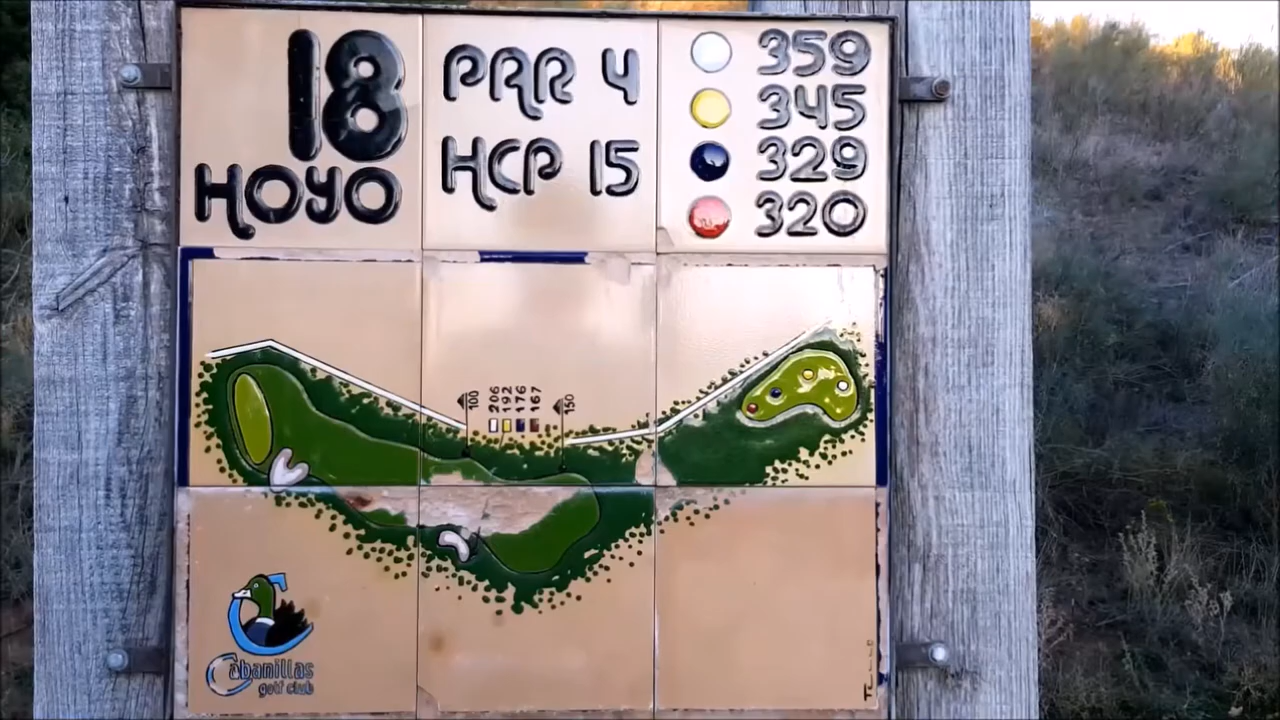 18
HOYO
PAR 4
HCP 15
359
345
329
320
100
206
192
176
167
150
Cabanillas
golf club